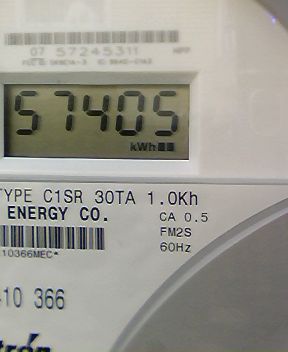 07 57245311
57405
kWh
TYPE C1SR 30TA 1.0Kh
ENERGY CO.
CA 0.5
FM2S
60Hz
10366MEC*
10 366